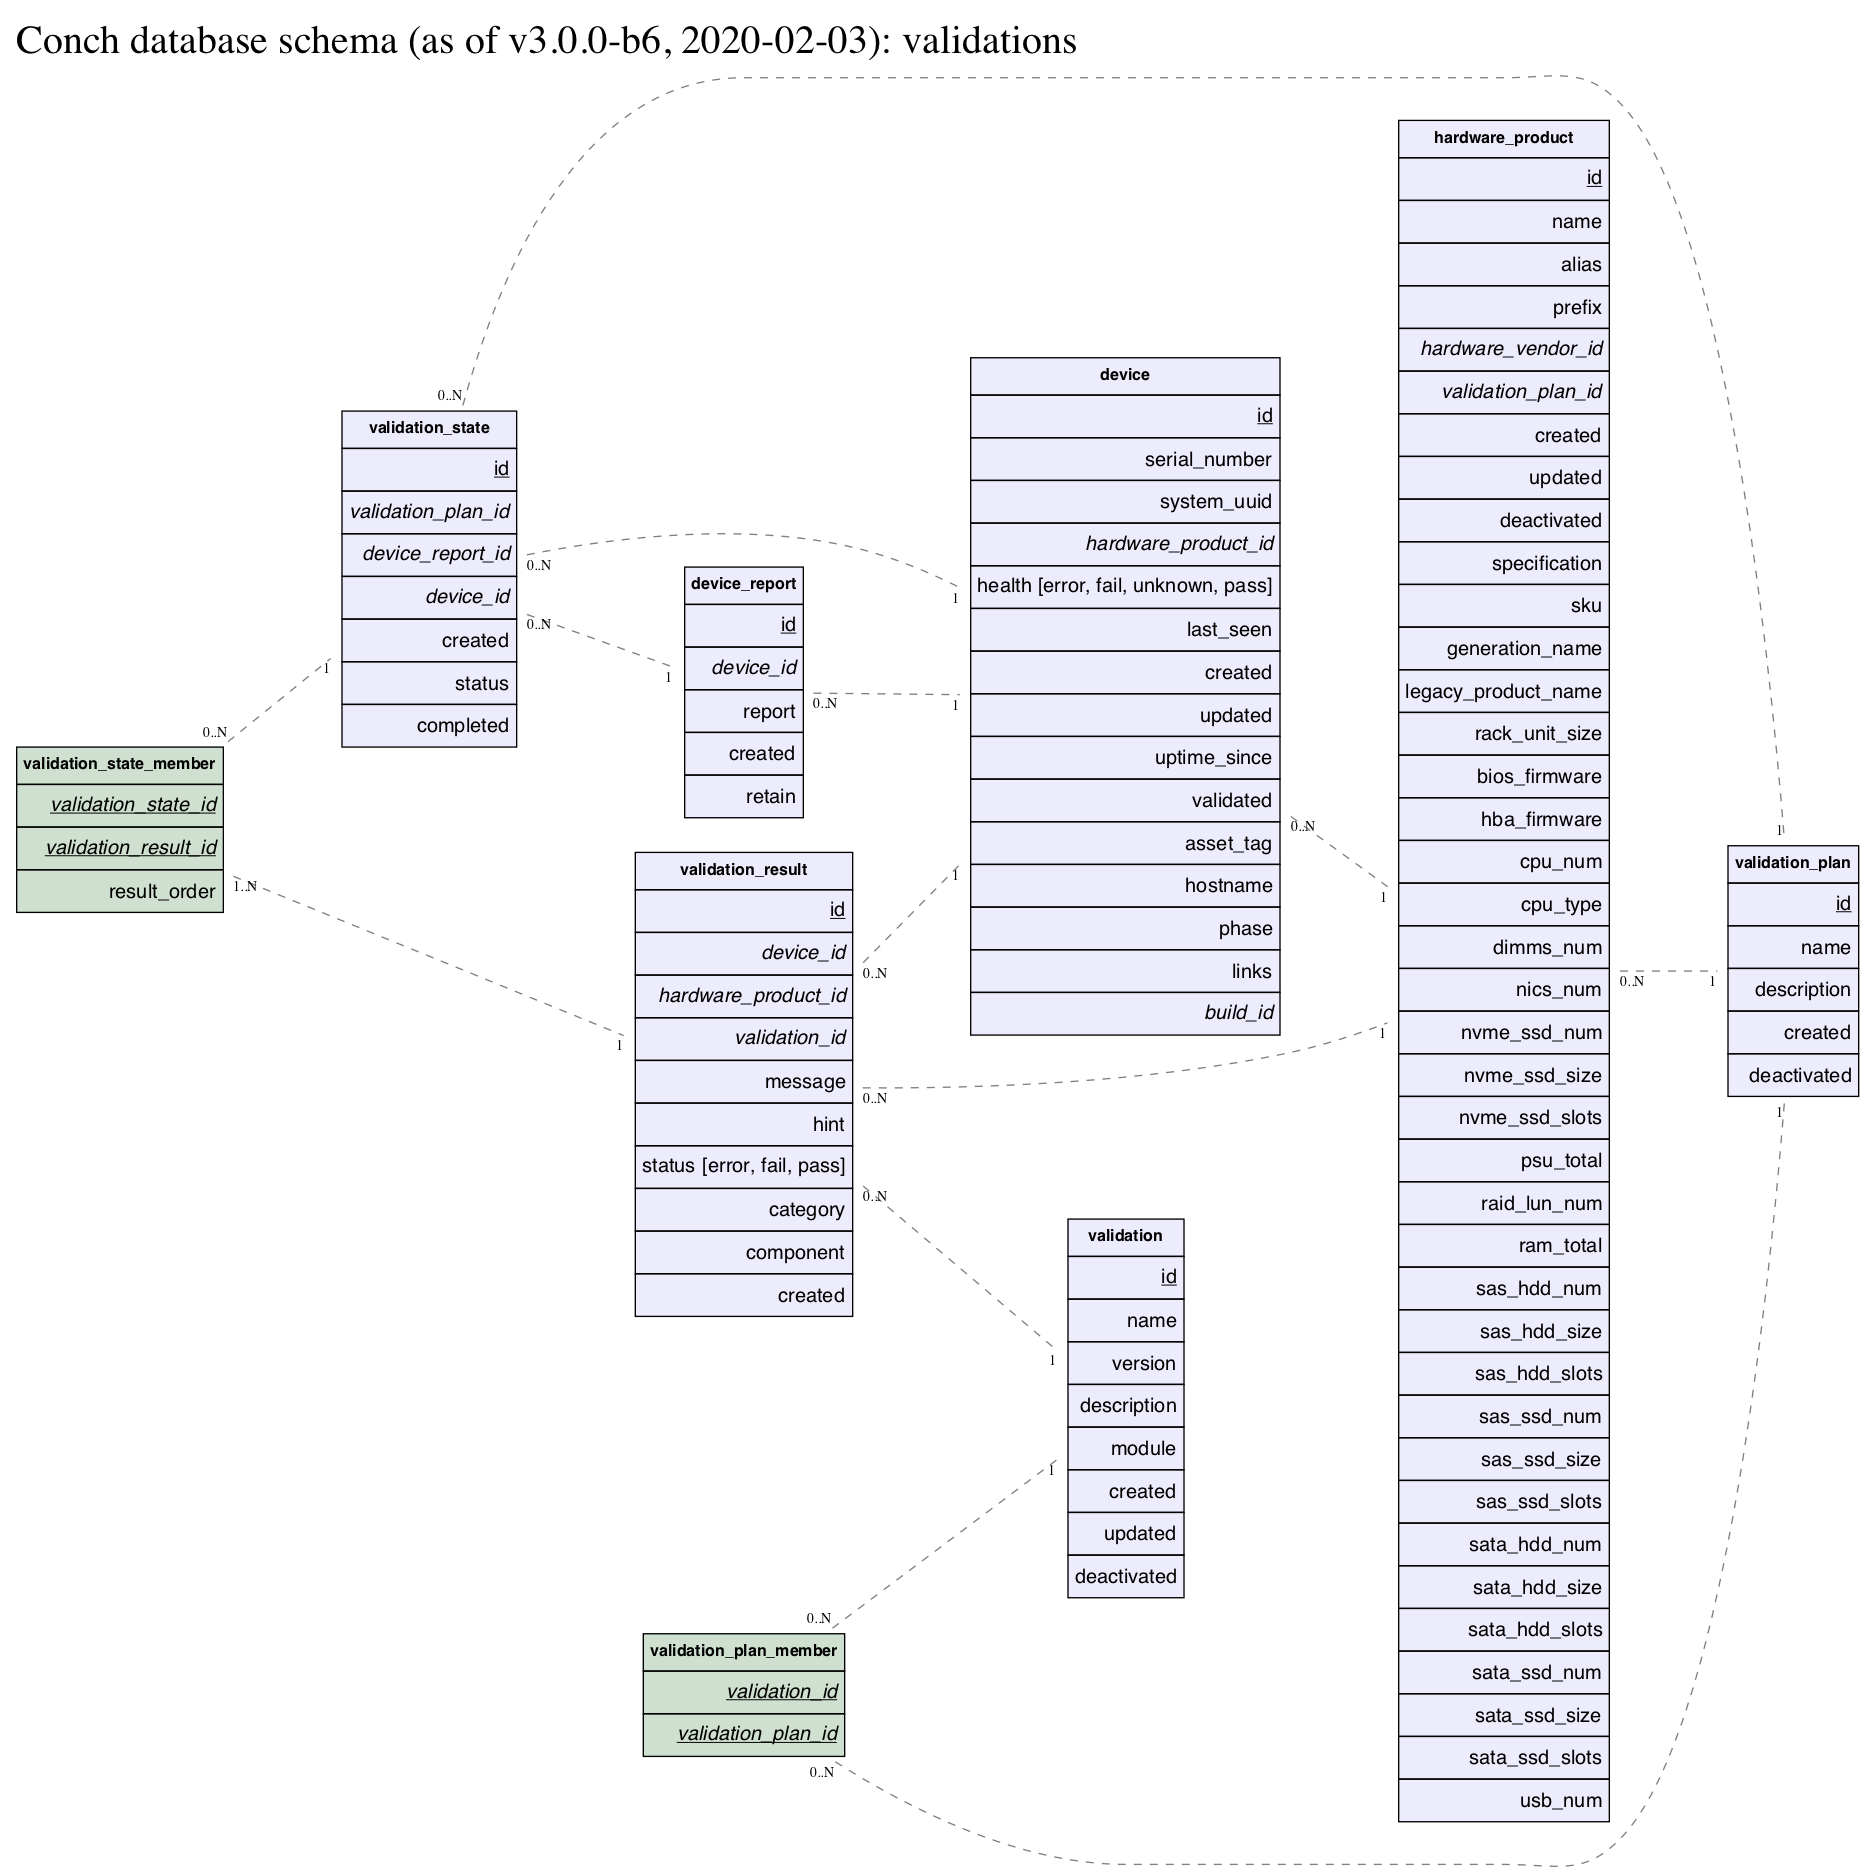 Conch database schema (as of v3.0.0-b6, 2020-02-03): validations
validation_state
id
validation_plan_id
device_report_id
device_id
created
status
completed
validation_state_member
validation_state_id
validation_result_id
result_order
device_report
id
device_id
report
created
retain
validation_result
id
device_id
hardware_product_id
validation_id
message
hint
status [error, fail, pass]
category
component
created
validation_plan_member
validation_id
validation_plan_id
device
id
serial_number
system_uuid
hardware_product_id
health [error, fail, unknown, pass]
last_seen
created
updated
uptime_since
validated
asset_tag
hostname
phase
links
build_id
validation
id
name
version
description
module
created
updated
deactivated
hardware_product
id
name
alias
prefix
hardware_vendor_id
validation_plan_id
created
updated
deactivated
specification
sku
generation_name
legacy_product_name
rack_unit_size
bios_firmware
hba_firmware
cpu_num
cpu_type
dimms_num
nics_num
nvme_ssd_num
nvme_ssd_size
nvme_ssd_slots
psu_total
raid_lun_num
ram_total
sas_hdd_num
sas_hdd_size
sas_hdd_slots
sas_ssd_num
sas_ssd_size
sas_ssd_slots
sata_hdd_num
sata_hdd_size
sata_hdd_slots
sata_ssd_num
sata_ssd_size
sata_ssd_slots
usb_num
validation_plan
id
name
description
created
deactivated
0..N
1
0..N
1
0..N
1
0..N
1
0..N
1
1..N
1
0..N
1
0..N
1
0..N
1
0..N
1
0..N
1
0..N
1
0..N
1